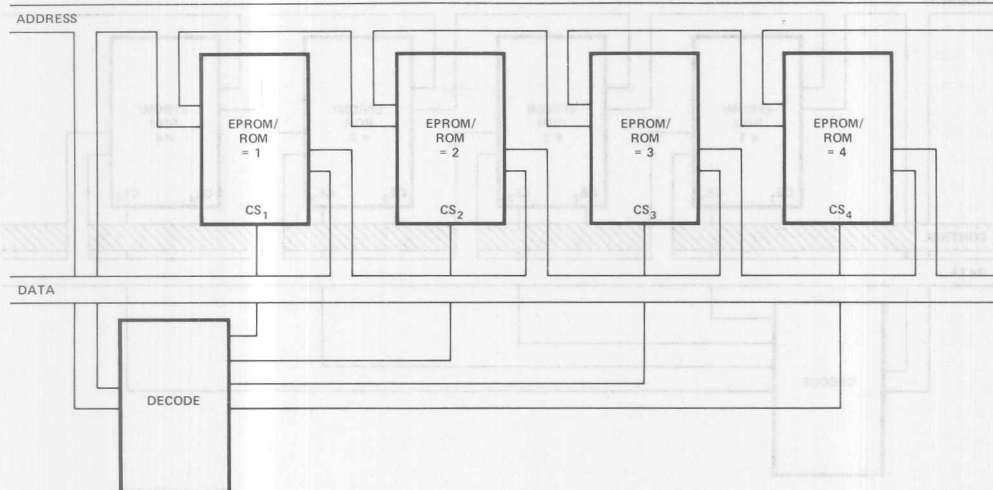 ADDRESS
EPROM/
ROM
= 1
CS₁
EPROM/
ROM
= 2
CS₂
EPROM/
ROM
= 3
CS₃
EPROM/
ROM
= 4
CS₄
DATA
DECODE